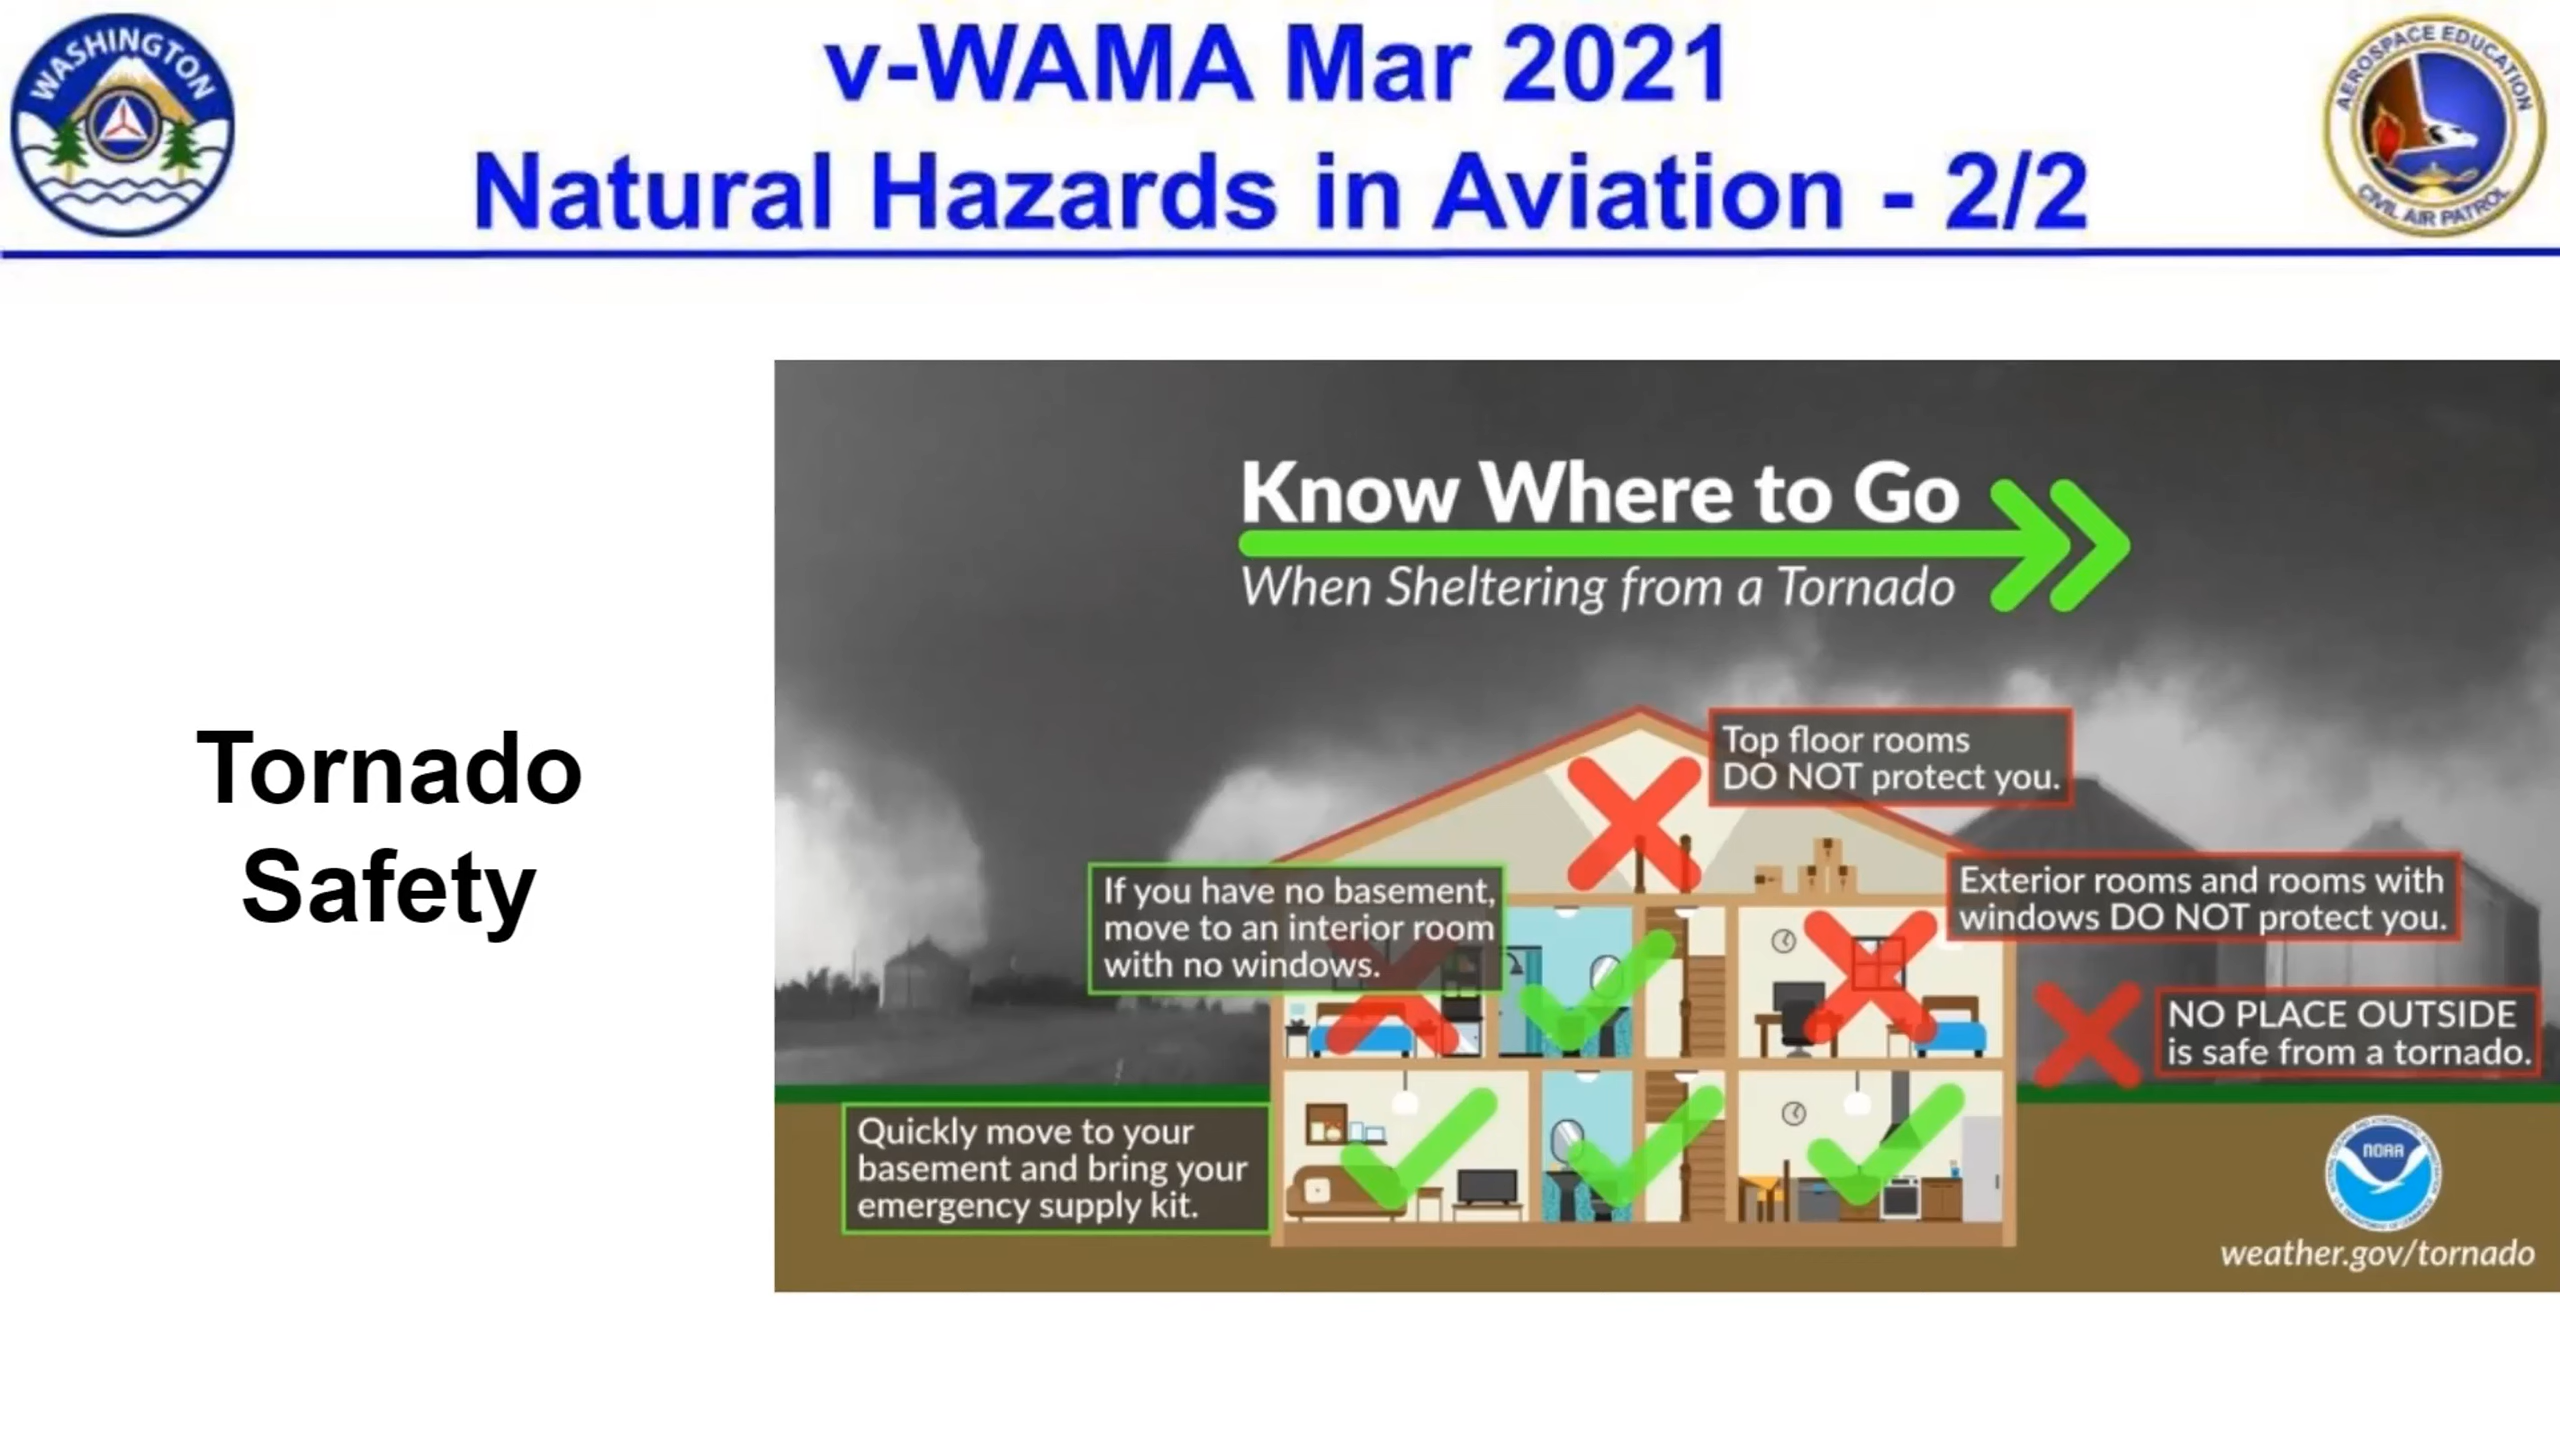 WASHINGTON
v-WAMA Mar 2021
Natural Hazards in Aviation - 2/2
AEROSPACE EDUCATION
CIVIL AIR PATROL
Tornado
Safety
Know Where to Go
When Sheltering from a Tornado
Top floor rooms
DO NOT protect you.
If you have no basement,
move to an interior room
with no windows.
Exterior rooms and rooms with
windows DO NOT protect you.
NO PLACE OUTSIDE
is safe from a tornado.
Quickly move to your
basement and bring your
emergency supply kit.
NOAA
weather.gov/tornado